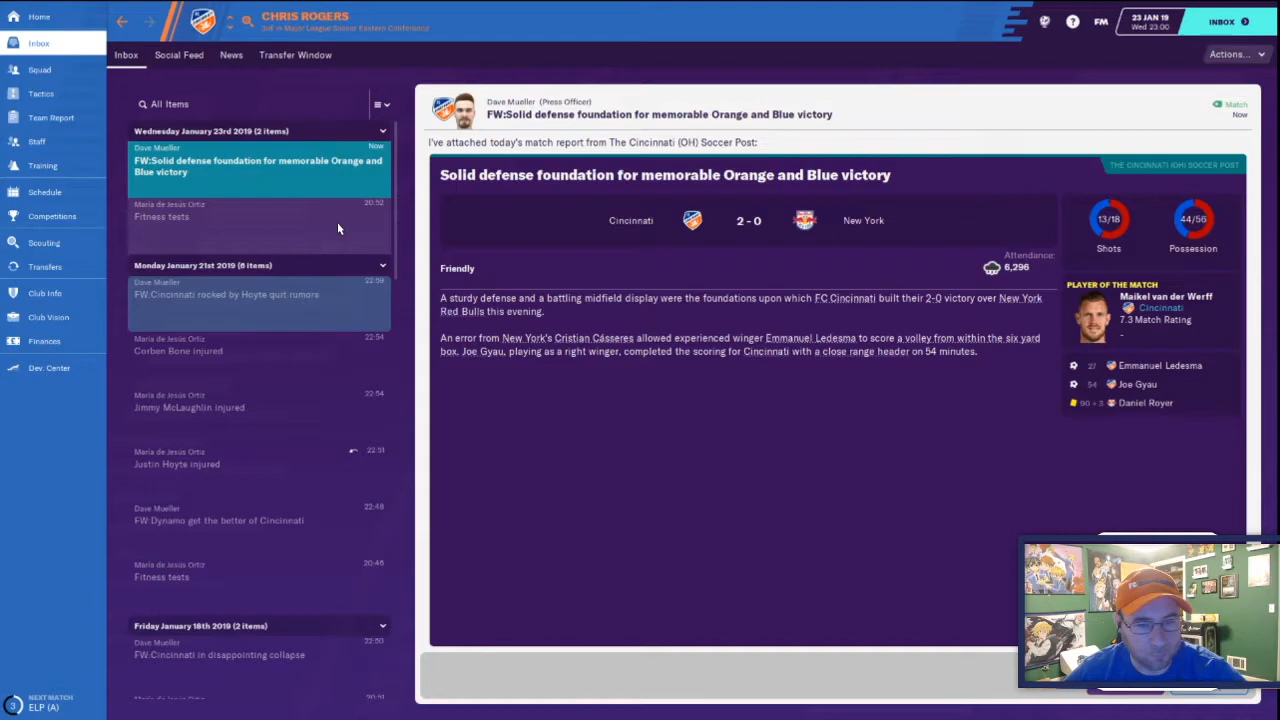 Home
Inbox
Squad
Tactics
Team Report
Staff
Training
Schedule
Competitions
Scouting
Transfers
Club Info
Club Vision
Finances
Dev. Center
3
NEXT MATCH
ELP (A)
CHRIS ROGERS
3rd in Major League Soccer Eastern Conference
FM
23 JAN 19
Wed 23:00
INBOX
Inbox
Social Feed
News
Transfer Window
Actions...
All Items
Wednesday January 23rd 2019 (2 items)
Dave Mueller
Now
FW:Solid defense foundation for memorable Orange and
Blue victory
María de Jesús Ortiz
20:52
Fitness tests
Monday January 21st 2019 (6 items)
Dave Mueller
22:59
FW:Cincinnati rocked by Hoyte quit rumors
María de Jesús Ortiz
22:54
Corben Bone injured
María de Jesús Ortiz
22:54
Jimmy McLaughlin injured
María de Jesús Ortiz
22:51
Justin Hoyte injured
Dave Mueller
22:48
FW:Dynamo get the better of Cincinnati
María de Jesús Ortiz
20:46
Fitness tests
Friday January 18th 2019 (2 items)
Dave Mueller
22:50
FW:Cincinnati in disappointing collapse
María de Jesús Ortiz
20:51
Dave Mueller (Press Officer)
FW:Solid defense foundation for memorable Orange and Blue victory
Match
Now
I've attached today's match report from The Cincinnati (OH) Soccer Post:
THE CINCINNATI (OH) SOCCER POST
Solid defense foundation for memorable Orange and Blue victory
Cincinnati
2 - 0
New York
Attendance:
6,296
Friendly
A sturdy defense and a battling midfield display were the foundations upon which FC Cincinnati built their 2-0 victory over New York
Red Bulls this evening.
An error from New York's Cristian Cásseres allowed experienced winger Emmanuel Ledesma to score a volley from within the six yard
box. Joe Gyau, playing as a right winger, completed the scoring for Cincinnati with a close range header on 54 minutes.
13/18
Shots
44/56
Possession
PLAYER OF THE MATCH
Maikel van der Werff
Cincinnati
7.3 Match Rating
-
27 Emmanuel Ledesma
54 Joe Gyau
90 + 3 Daniel Royer